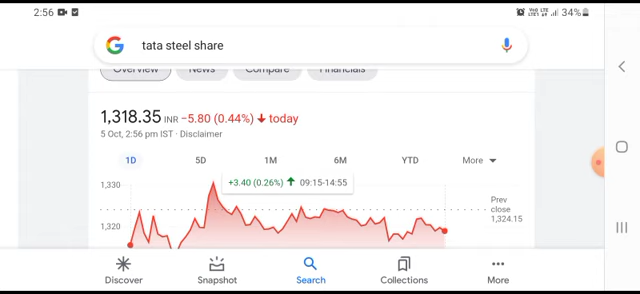 2:56 34%
tata steel share
Overview News Compare Financials
1,318.35 INR −5.80 (0.44%) today
5 Oct, 2:56 pm IST · Disclaimer
1D 5D 1M 6M YTD More
+3.40 (0.26%) 09:15-14:55
1,330
Prev
close
1,324.15
1,320
Discover Snapshot Search Collections More